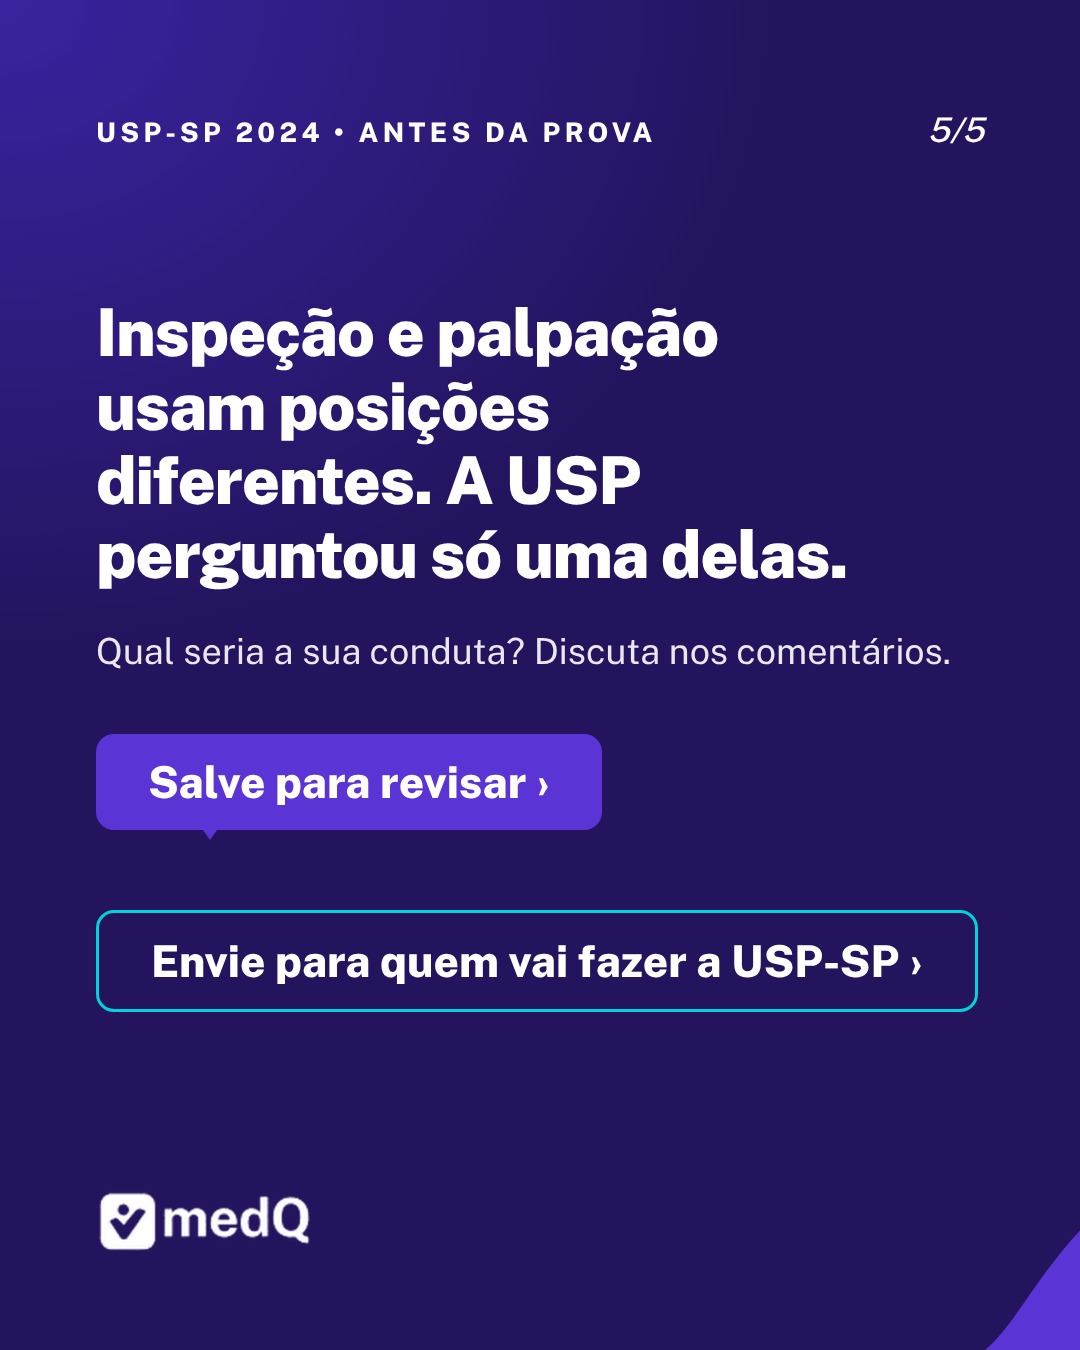 USP-SP 2024 • ANTES DA PROVA
5/5
Inspeção e palpação
usam posições
diferentes. A USP
perguntou só uma delas.
Qual seria a sua conduta? Discuta nos comentários.
Salve para revisar ›
Envie para quem vai fazer a USP-SP ›
medQ